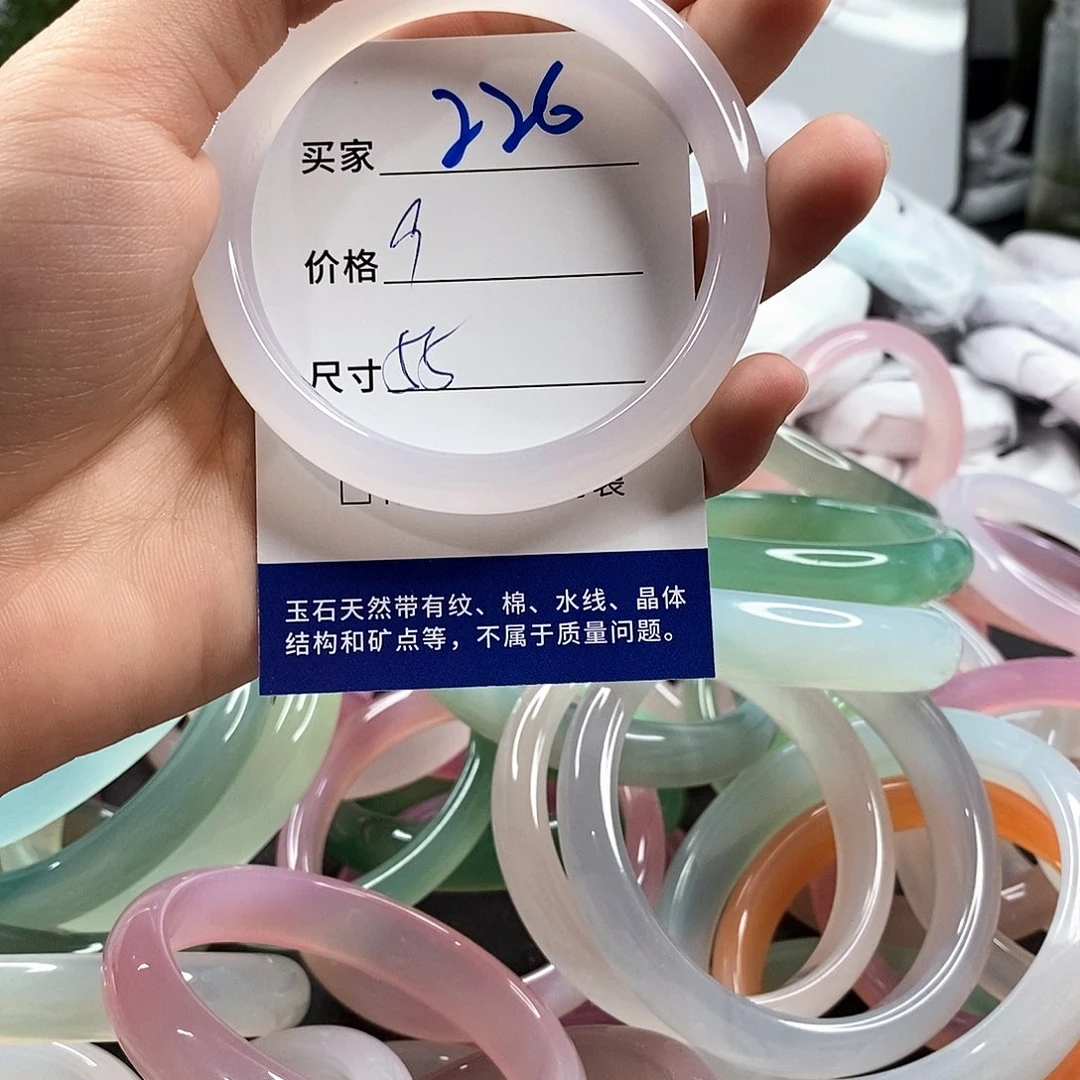 买家 226
价格 9
尺寸 55
玉石天然带有纹、棉、水线、晶体
结构和矿点等，不属于质量问题。